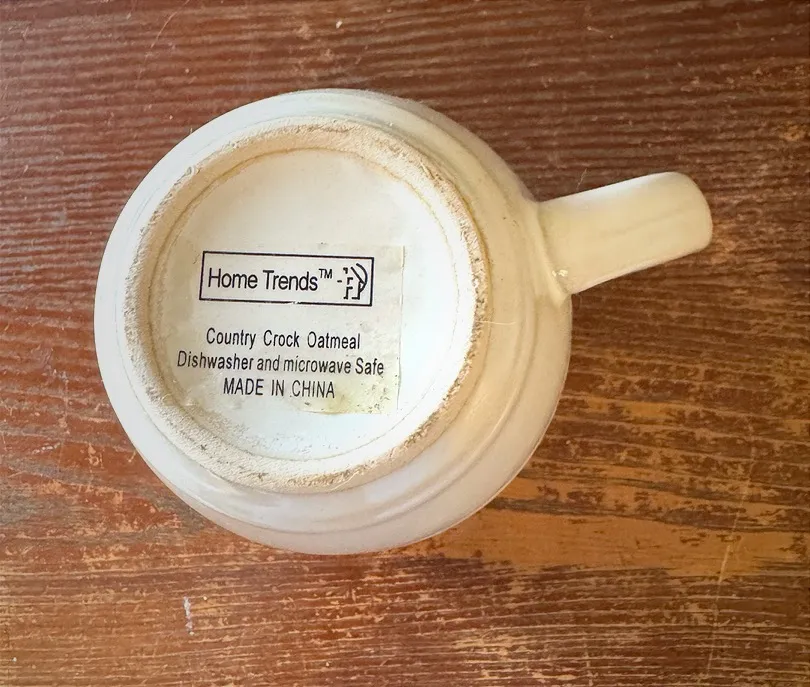 Home Trends™
Country Crock Oatmeal
Dishwasher and microwave Safe
MADE IN CHINA